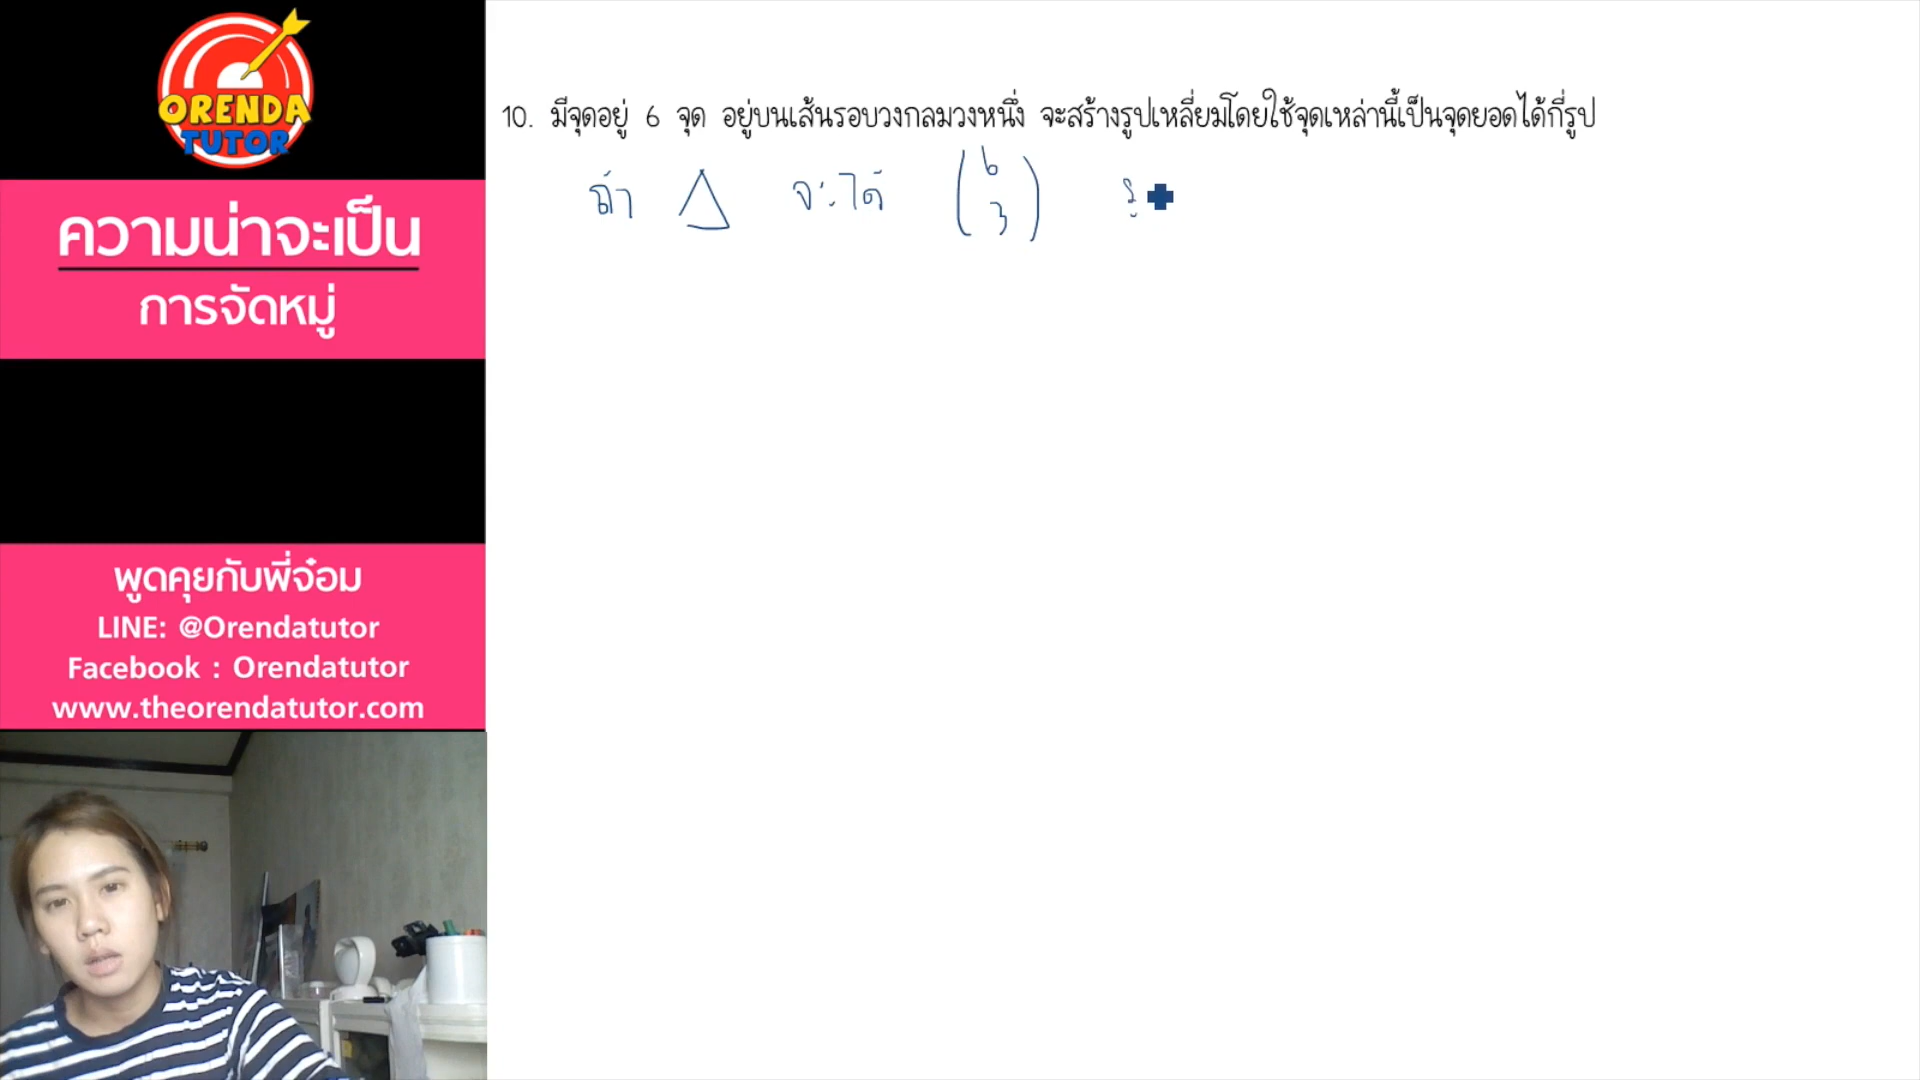 ORENDA
TUTOR
ความน่าจะเป็น
การจัดหมู่
พูดคุยกับพี่จ๋อม
LINE: @Orendatutor
Facebook : Orendatutor
www.theorendatutor.com
10. มีจุดอยู่ 6 จุด อยู่บนเส้นรอบวงกลมวงหนึ่ง จะสร้างรูปเหลี่ยมโดยใช้จุดเหล่านี้เป็นจุดยอดได้กี่รูป
ถ้า △ จะได้ (6 3) รู